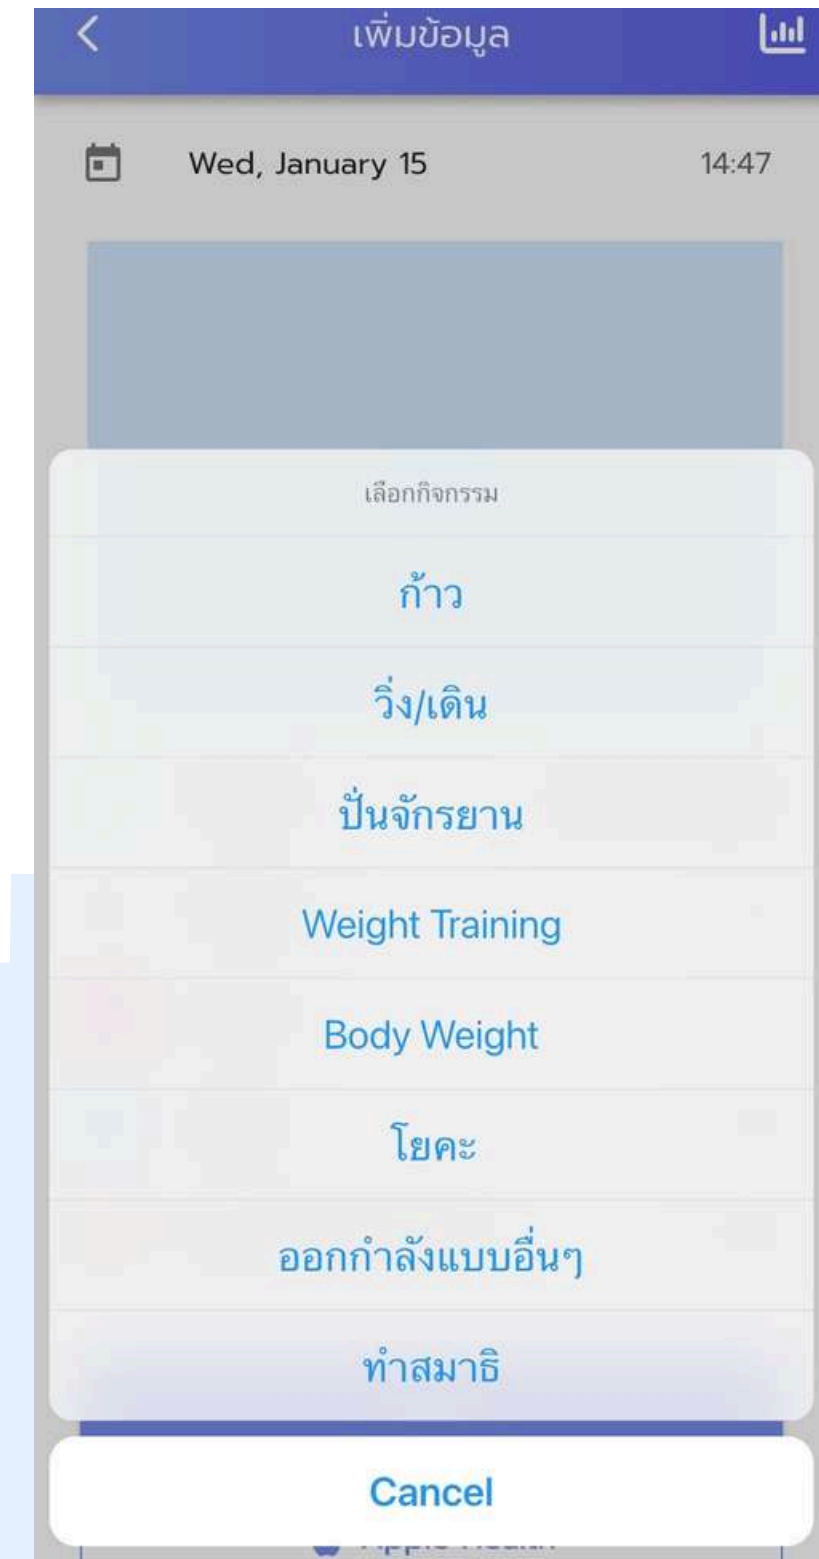 เพิ่มข้อมูล
Wed, January 15 14:47
เลือกกิจกรรม
ก้าว
วิ่ง/เดิน
ปั่นจักรยาน
Weight Training
Body Weight
โยคะ
ออกกำลังแบบอื่นๆ
ทำสมาธิ
Cancel